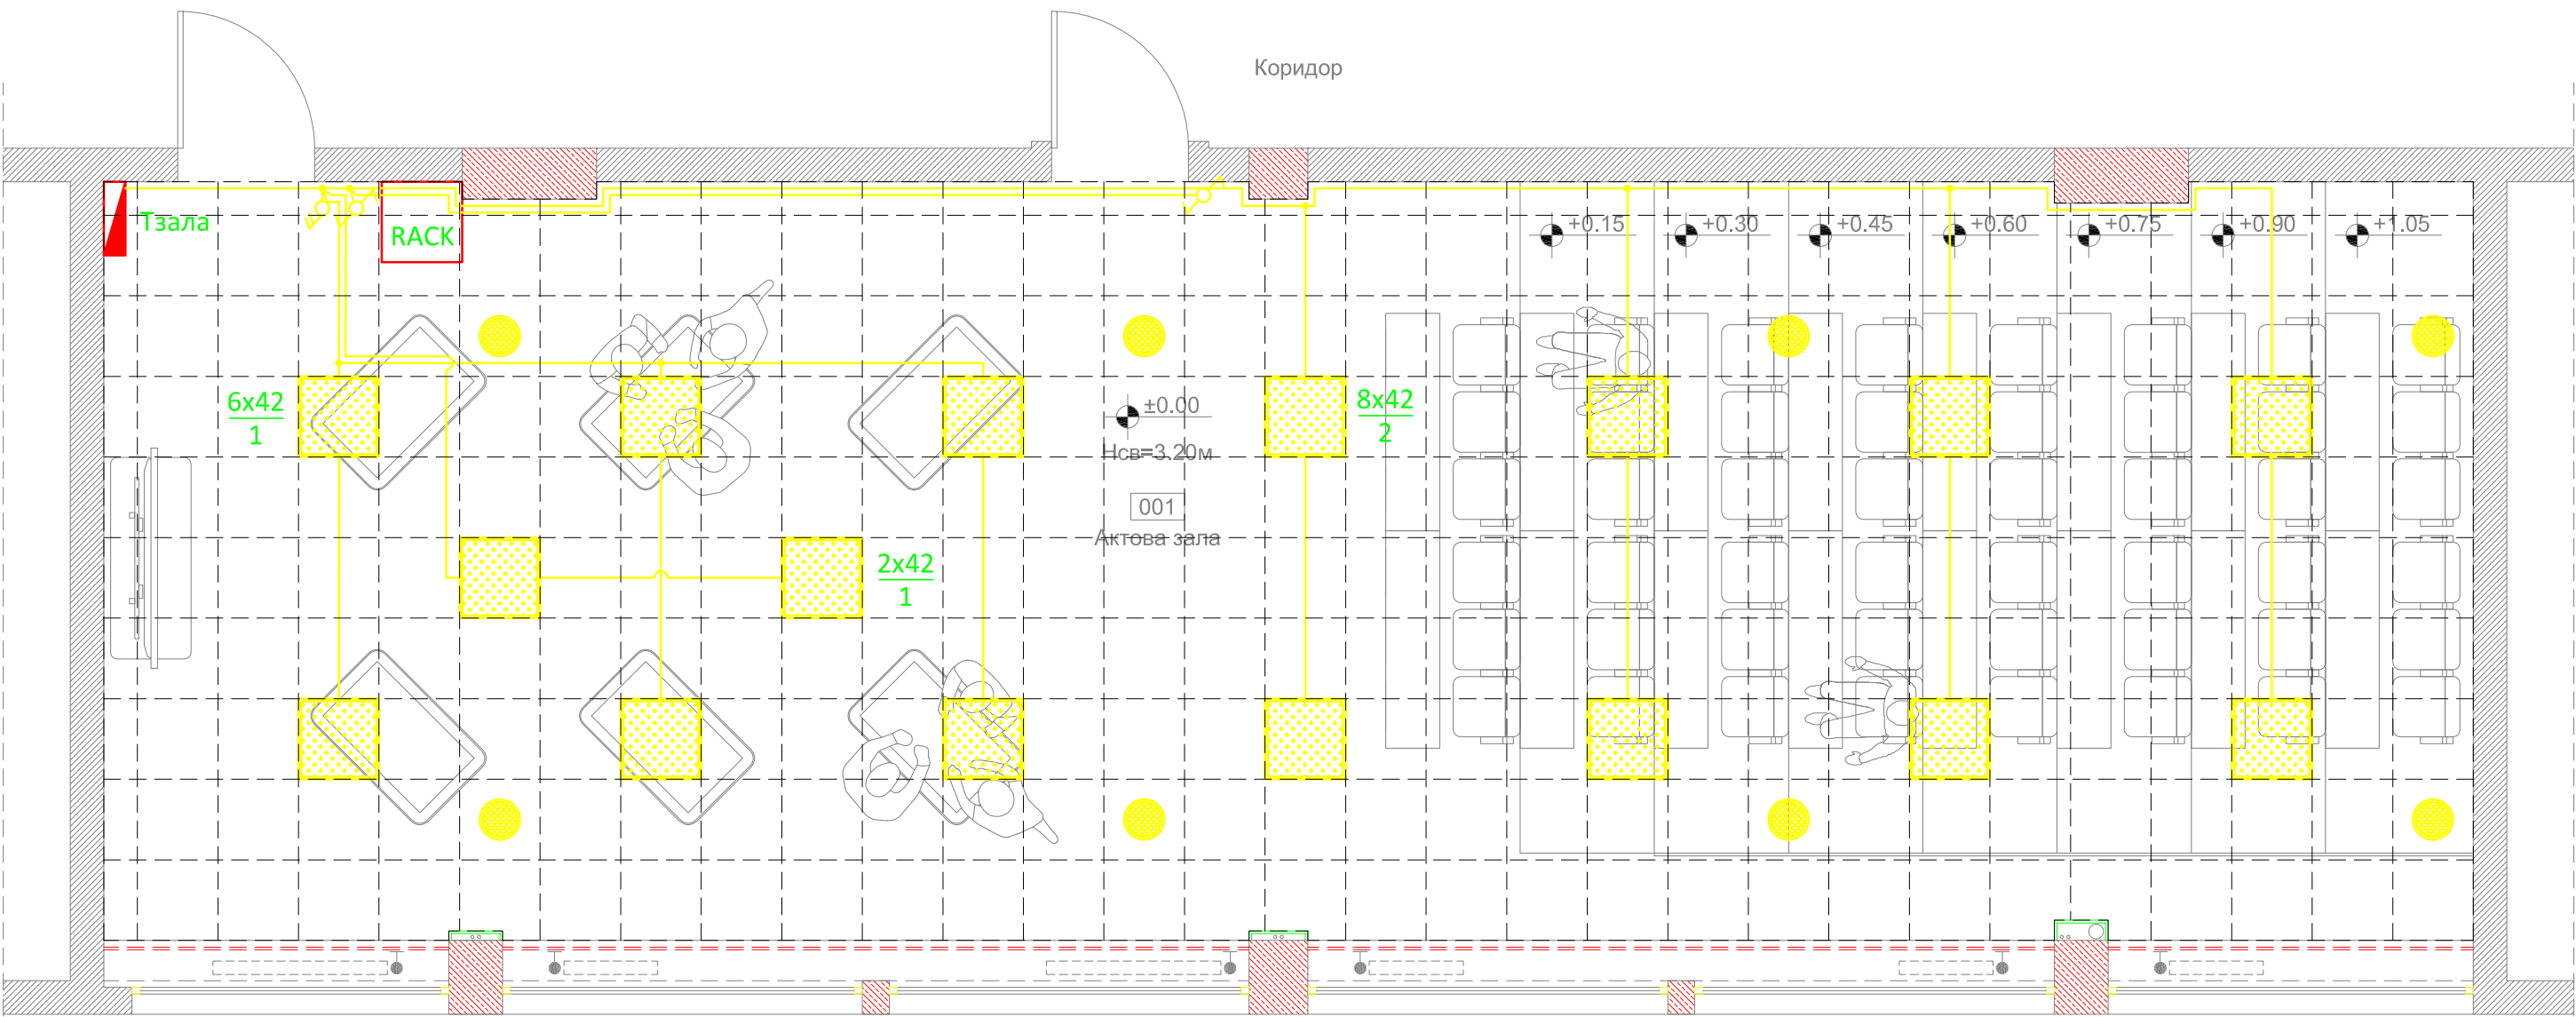 Коридор
Тзала
RACK
+0.15
+0.30
+0.45
+0.60
+0.75
+0.90
+1.05
6x42
1
±0.00
8x42
2
Нсв=3.20м
001
Актова зала
2x42
1